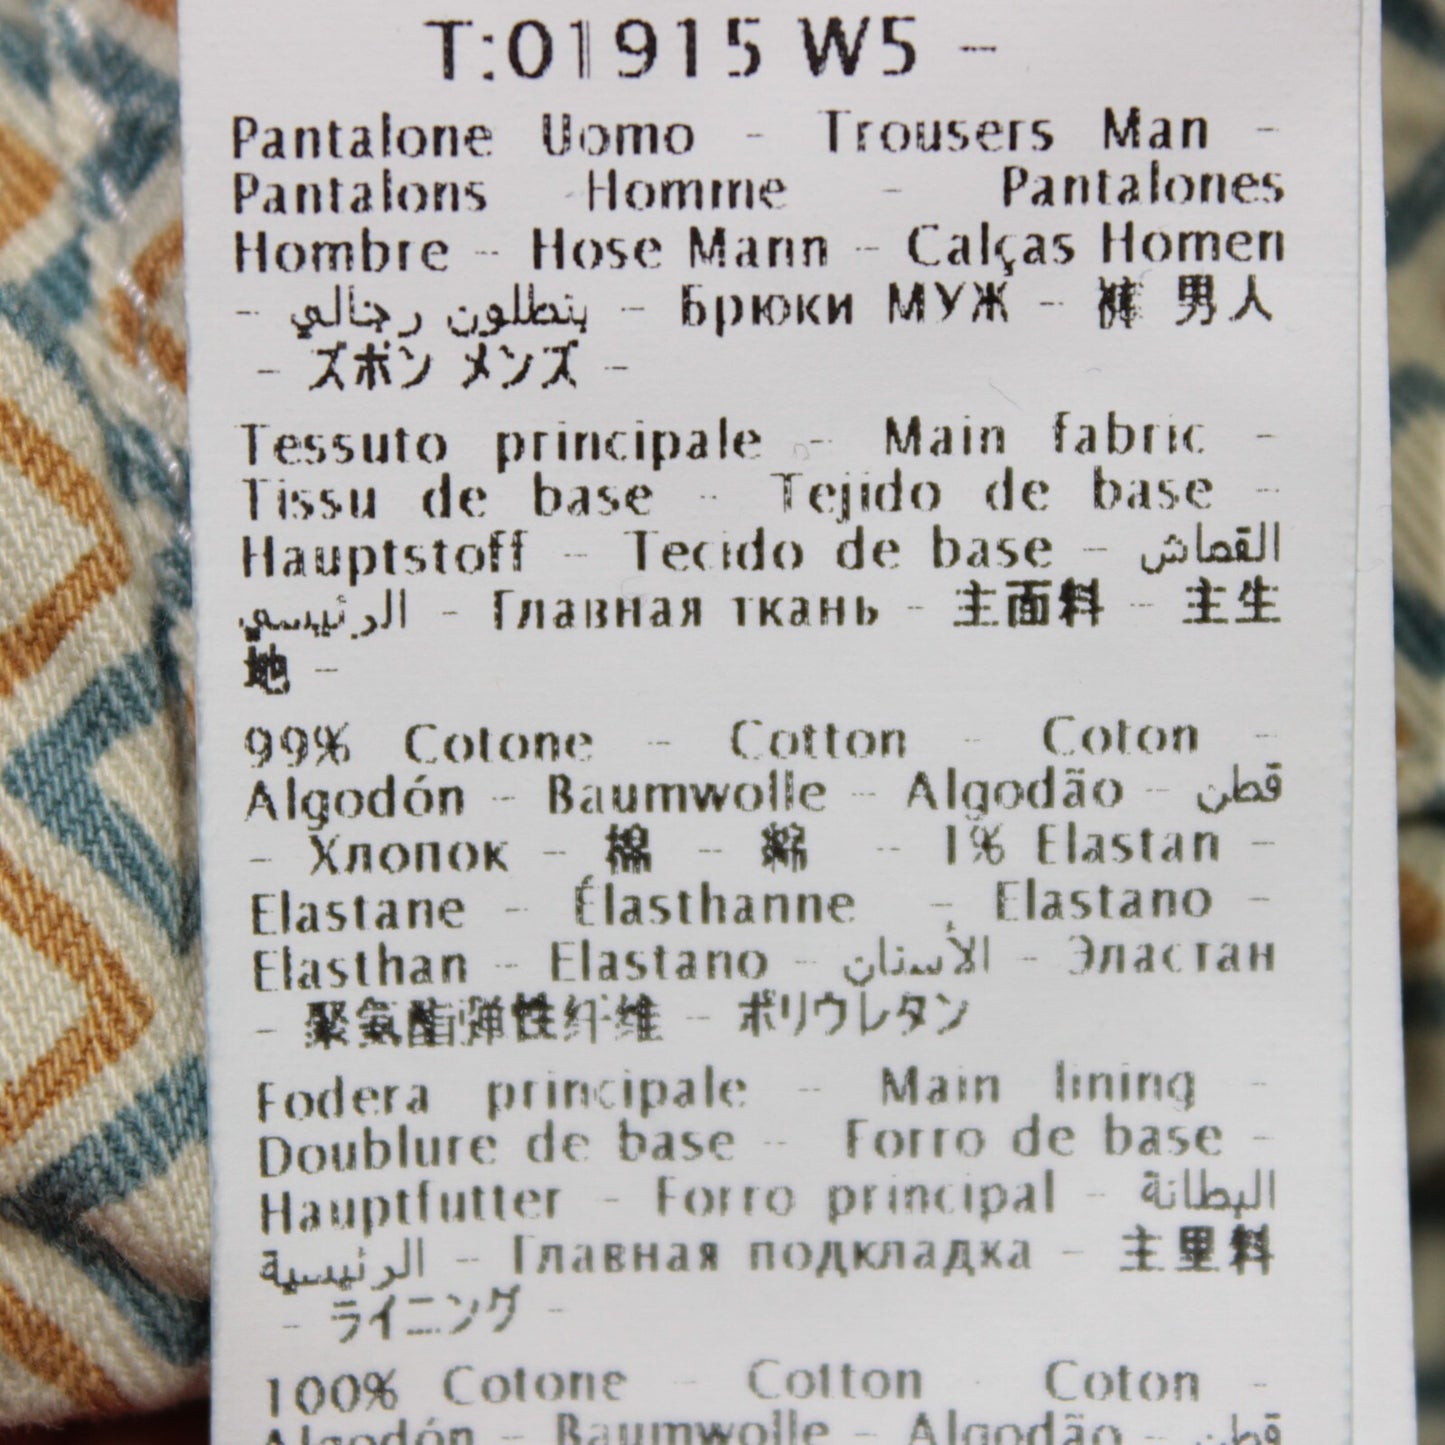 T:01915 W5 -
Pantalone Uomo - Trousers Man -
Pantalons Homme - Pantalones
Hombre - Hose Mann - Calças Homen
- بنطلون رجالي - Брюки МУЖ - 裤 男人
- ズボン メンズ -
Tessuto principale - Main fabric -
Tissu de base - Tejido de base -
Hauptstoff - Tecido de base - القماش
الرئيسي - Главная ткань - 主面料 - 主生
地 -
99% Cotone - Cotton - Coton -
Algodón - Baumwolle - Algodão - قطن
- Хлопок - 棉 - 綿 - 1% Elastan -
Elastane - Élasthanne - Elastano -
Elasthan - Elastano - الأستان - Эластан
- 聚氨酯弹性纤维 - ポリウレタン
Fodera principale - Main lining -
Doublure de base - Forro de base -
Hauptfutter - Forro principal - البطانة
الرئيسية - Главная подкладка - 主里料
- ライニング -
100% Cotone - Cotton - Coton -
Algodón - Baumwolle - Algodão - قطن